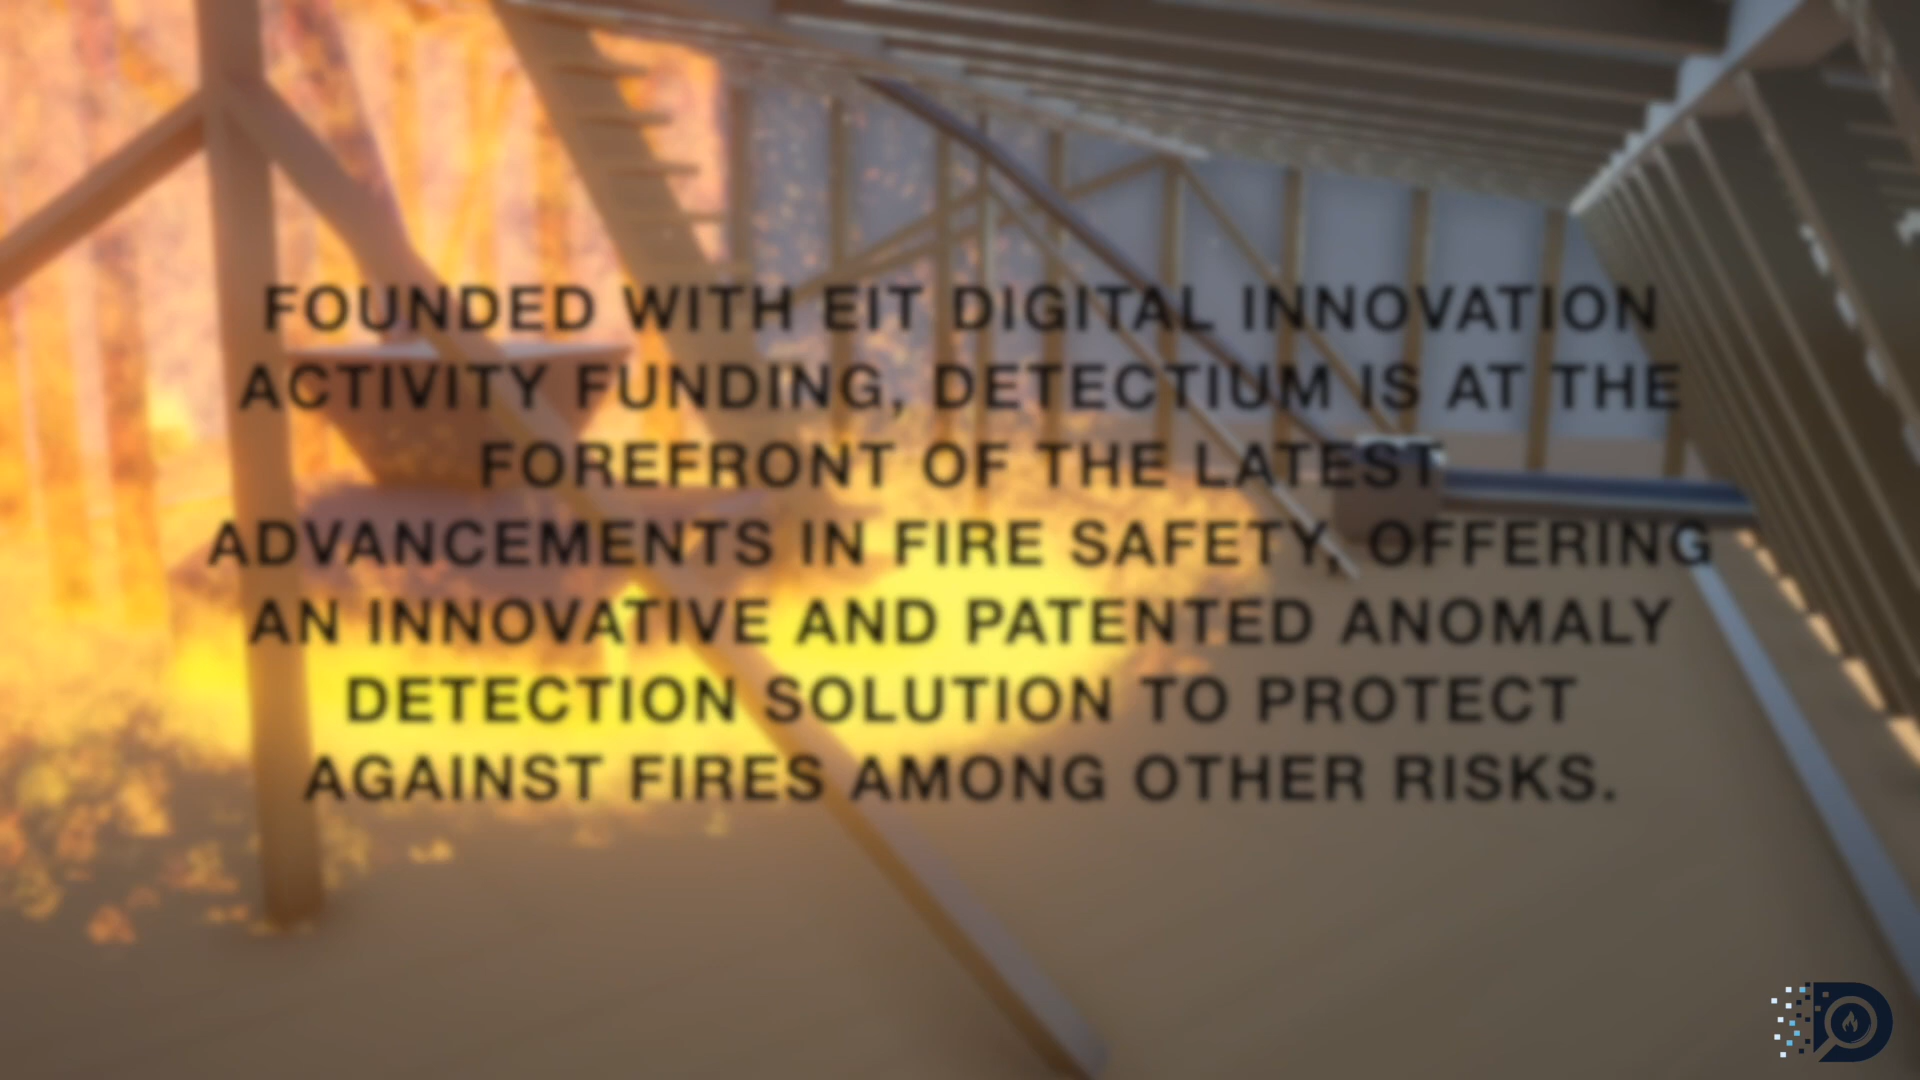 FOUNDED WITH EIT DIGITAL INNOVATION
ACTIVITY FUNDING, DETECTIUM IS AT THE
FOREFRONT OF THE LATEST
ADVANCEMENTS IN FIRE SAFETY, OFFERING
AN INNOVATIVE AND PATENTED ANOMALY
DETECTION SOLUTION TO PROTECT
AGAINST FIRES AMONG OTHER RISKS.